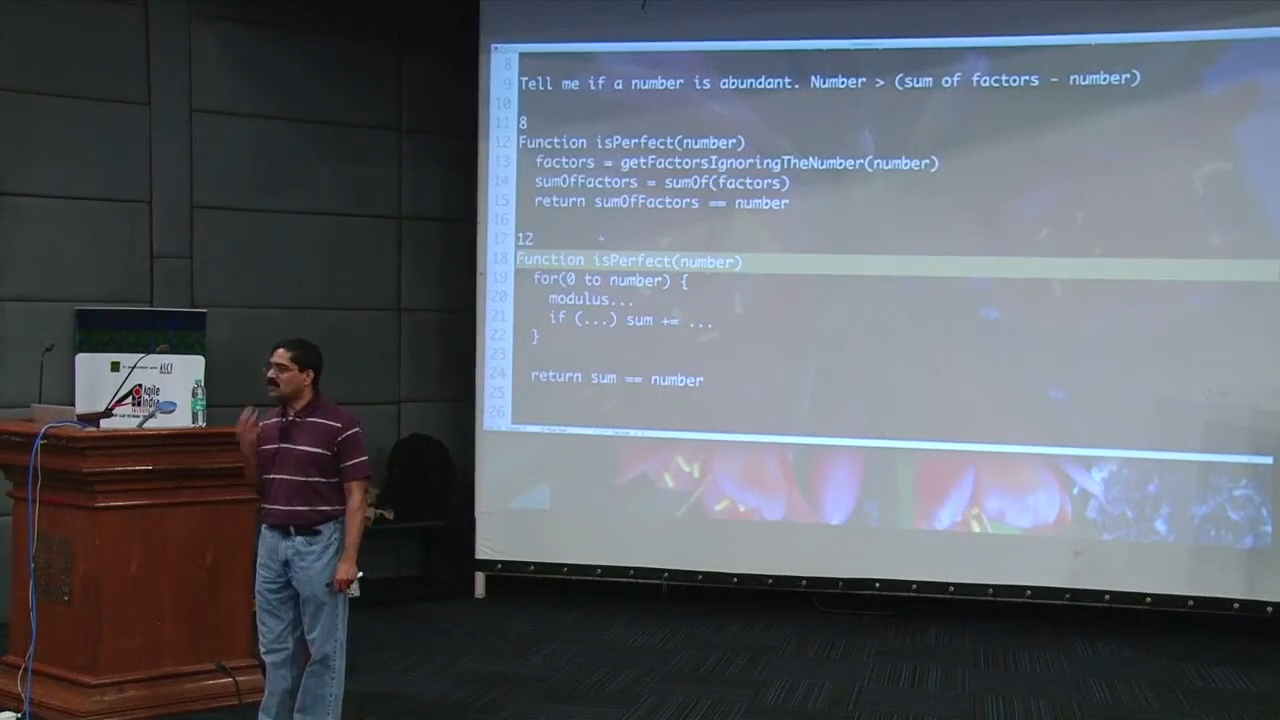 8
9 Tell me if a number is abundant. Number > (sum of factors - number)
10
11 8
12 Function isPerfect(number)
13 factors = getFactorsIgnoringTheNumber(number)
14 sumOfFactors = sumOf(factors)
15 return sumOfFactors == number
16
17 12
18 Function isPerfect(number)
19 for(0 to number) {
20 modulus...
21 if (...) sum += ...
22 }
23
24 return sum == number
25
26
ASCI
Agile
India